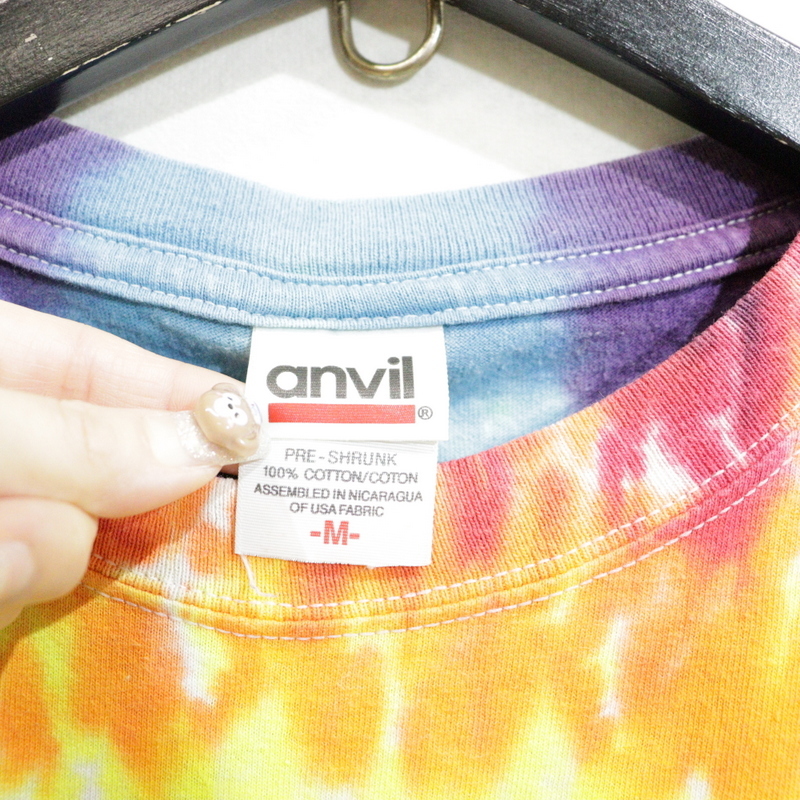 anvil®
PRE-SHRUNK
100% COTTON/COTON
ASSEMBLED IN NICARAGUA
OF USA FABRIC
-M-